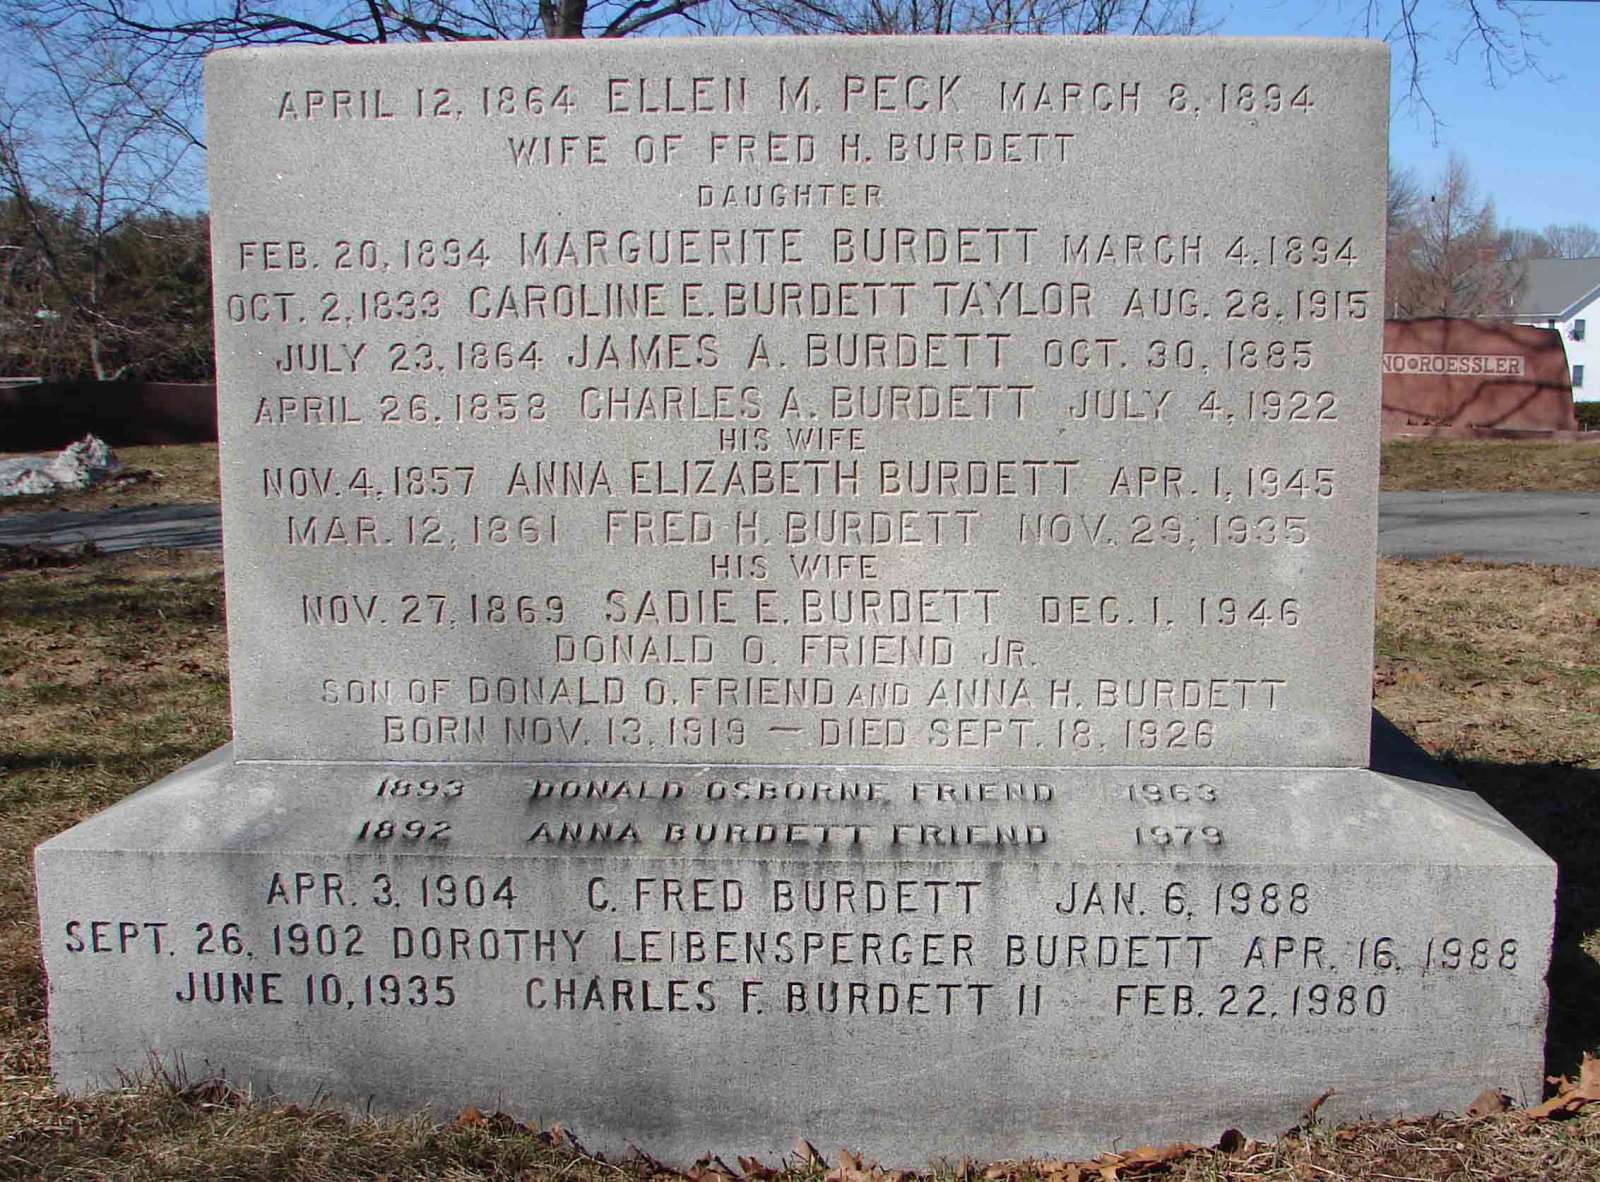 APRIL 12, 1864 ELLEN M. PECK MARCH 8, 1894
WIFE OF FRED H. BURDETT
DAUGHTER
FEB. 20, 1894 MARGUERITE BURDETT MARCH 4, 1894
OCT. 2, 1833 CAROLINE E. BURDETT TAYLOR AUG. 28, 1915
JULY 23, 1864 JAMES A. BURDETT OCT. 30, 1885
APRIL 26, 1858 CHARLES A. BURDETT JULY 4, 1922
HIS WIFE
NOV. 4, 1857 ANNA ELIZABETH BURDETT APR. 1, 1945
MAR. 12, 1861 FRED H. BURDETT NOV. 29, 1935
HIS WIFE
NOV. 27, 1869 SADIE E. BURDETT DEC. 1, 1946
DONALD O. FRIEND JR.
SON OF DONALD O. FRIEND AND ANNA H. BURDETT
BORN NOV. 13, 1919 — DIED SEPT. 18, 1926
1893 DONALD OSBORNE FRIEND 1963
1892 ANNA BURDETT FRIEND 1979
APR. 3, 1904 C. FRED BURDETT JAN. 6, 1988
SEPT. 26, 1902 DOROTHY LEIBENSPERGER BURDETT APR. 16, 1988
JUNE 10, 1935 CHARLES F. BURDETT II FEB. 22, 1980
NO ROESSLER